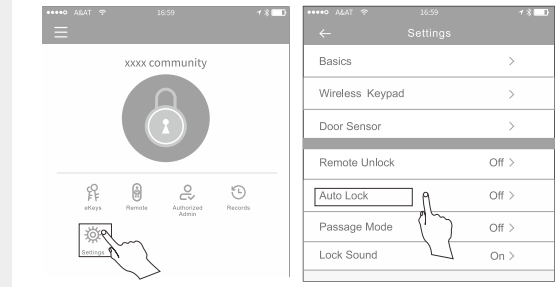 A&AT 16:59
xxxx community
eKeys Remote Authorized Admin Records
Settings
A&AT 16:59
Settings
Basics
Wireless Keypad
Door Sensor
Remote Unlock Off
Auto Lock Off
Passage Mode Off
Lock Sound On